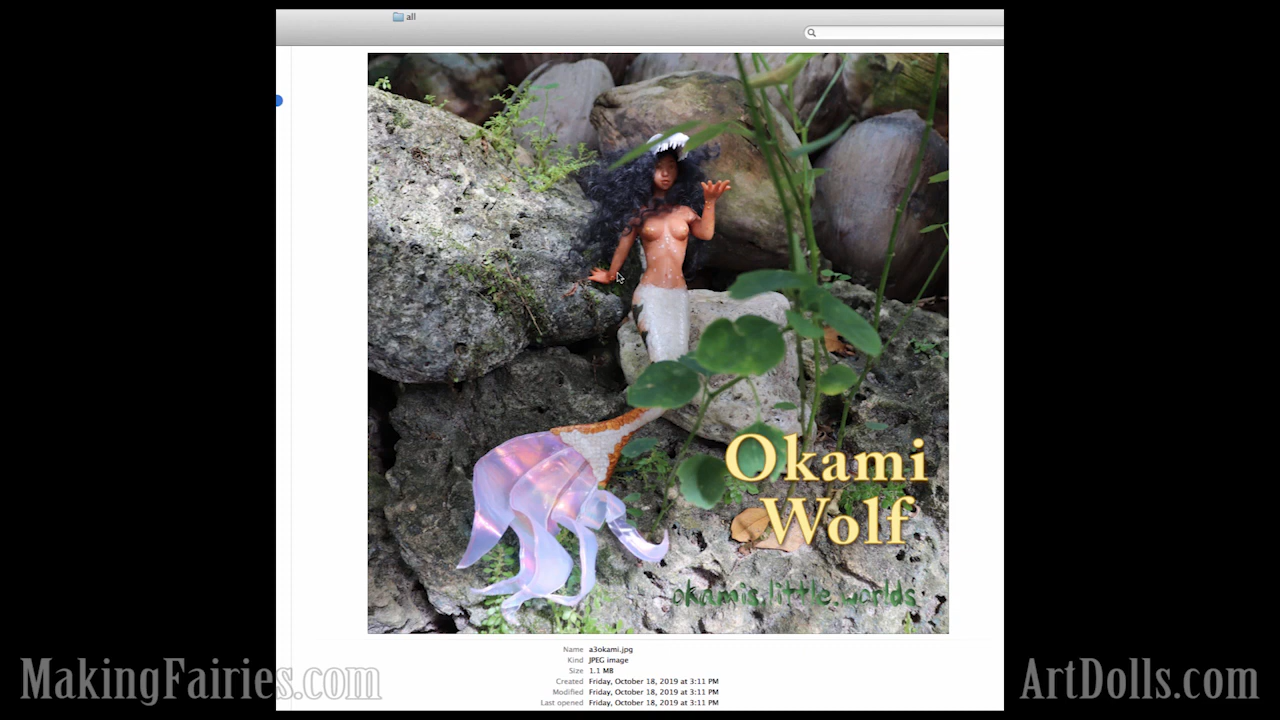 all
Okami
Wolf
okamis.little.worlds
Name a3okami.jpg
Kind JPEG image
Size 1.1 MB
Created Friday, October 18, 2019 at 3:11 PM
Modified Friday, October 18, 2019 at 3:11 PM
Last opened Friday, October 18, 2019 at 3:11 PM
MakingFairies.com
ArtDolls.com